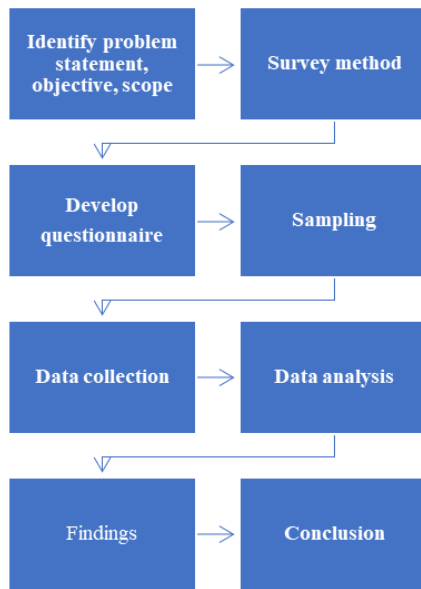 Identify problem
statement,
objective, scope
Survey method
Develop
questionnaire
Sampling
Data collection
Data analysis
Findings
Conclusion